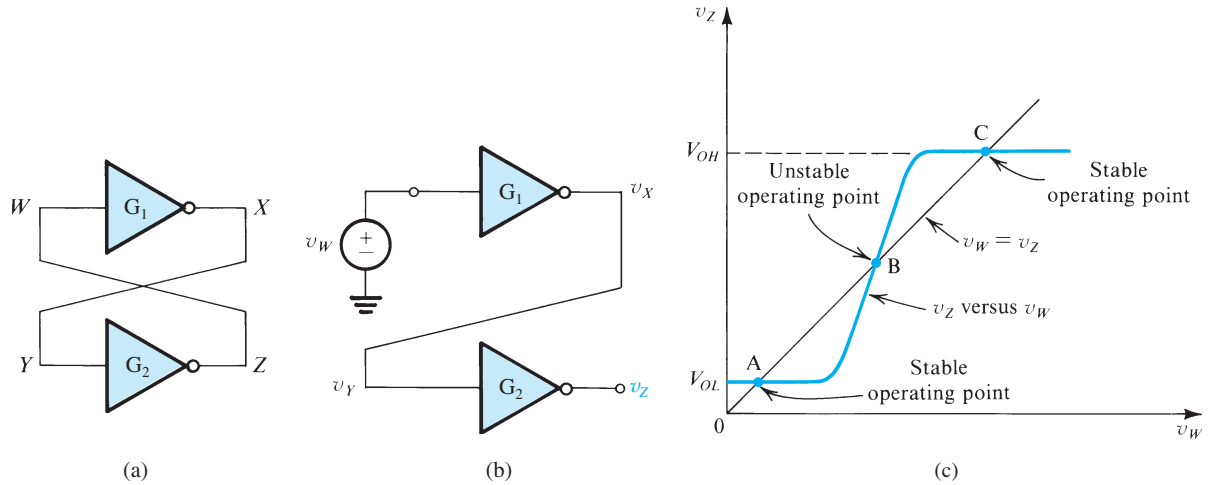 W
G1
X
Y
G2
Z
(a)
vW
+
−
G1
vX
vY
G2
vZ
(b)
vZ
VOH
C
Unstable
operating point
Stable
operating point
vW = vZ
B
vZ versus vW
A
Stable
operating point
VOL
0
vW
(c)